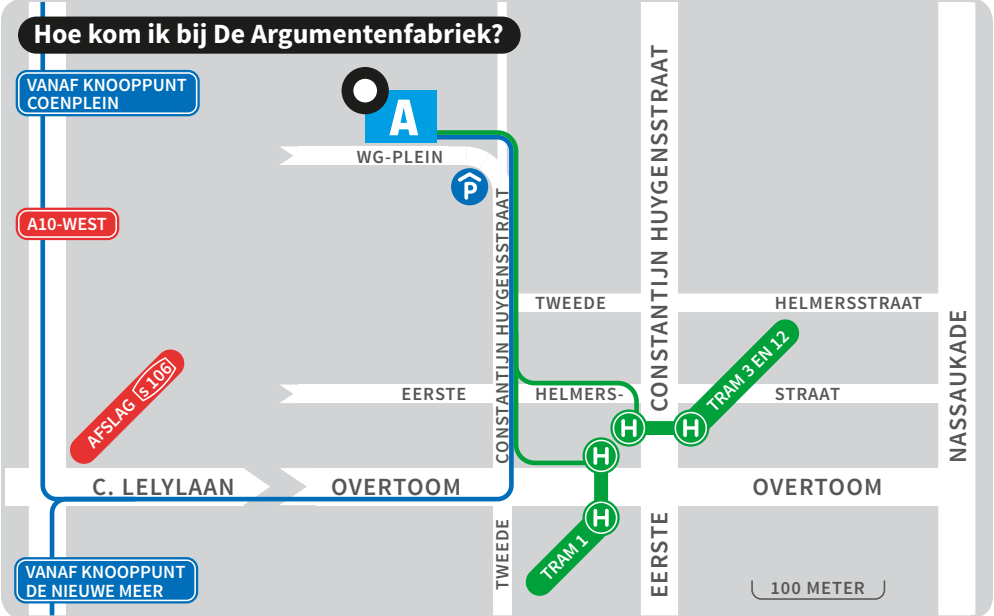 Hoe kom ik bij De Argumentenfabriek?
VANAF KNOOPPUNT
COENPLEIN
A
WG-PLEIN
P
A10-WEST
CONSTANTIJN HUYGENSSTRAAT
CONSTANTIJN HUYGENSSTRAAT
TWEEDE
HELMERSSTRAAT
NASSAUKADE
AFSLAG s 106
EERSTE
HELMERS-
STRAAT
TRAM 3 EN 12
H
H
H
H
C. LELYLAAN
OVERTOOM
OVERTOOM
TWEEDE
TRAM 1
EERSTE
VANAF KNOOPPUNT
DE NIEUWE MEER
100 METER